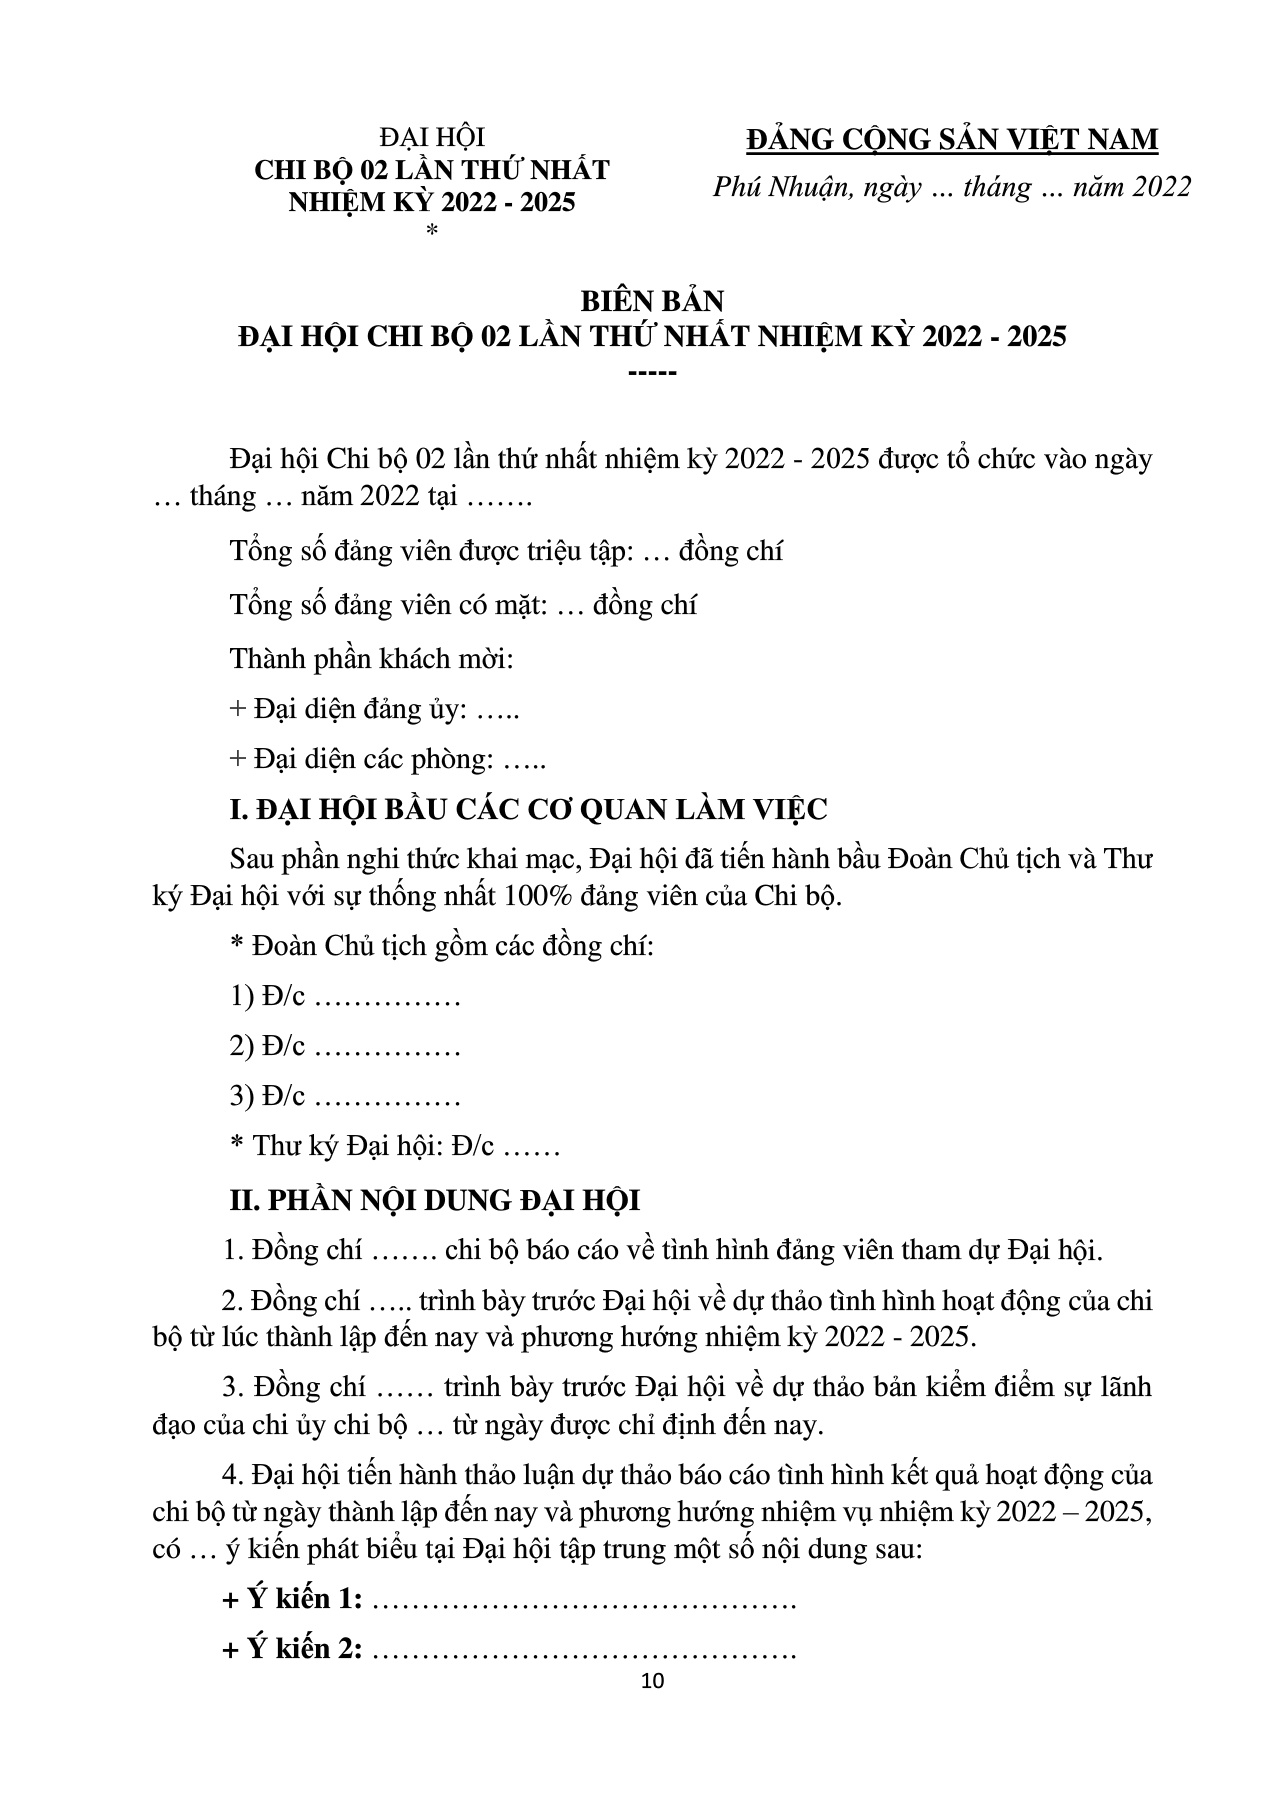 ĐẠI HỘI
CHI BỘ 02 LẦN THỨ NHẤT
NHIỆM KỲ 2022 - 2025
*
ĐẢNG CỘNG SẢN VIỆT NAM
Phú Nhuận, ngày ... tháng ... năm 2022
BIÊN BẢN
ĐẠI HỘI CHI BỘ 02 LẦN THỨ NHẤT NHIỆM KỲ 2022 - 2025
-----
Đại hội Chi bộ 02 lần thứ nhất nhiệm kỳ 2022 - 2025 được tổ chức vào ngày
… tháng … năm 2022 tại …….
Tổng số đảng viên được triệu tập: … đồng chí
Tổng số đảng viên có mặt: … đồng chí
Thành phần khách mời:
+ Đại diện đảng ủy: …..
+ Đại diện các phòng: …..
I. ĐẠI HỘI BẦU CÁC CƠ QUAN LÀM VIỆC
Sau phần nghi thức khai mạc, Đại hội đã tiến hành bầu Đoàn Chủ tịch và Thư
ký Đại hội với sự thống nhất 100% đảng viên của Chi bộ.
* Đoàn Chủ tịch gồm các đồng chí:
1) Đ/c ……………
2) Đ/c ……………
3) Đ/c ……………
* Thư ký Đại hội: Đ/c ……
II. PHẦN NỘI DUNG ĐẠI HỘI
1. Đồng chí ……. chi bộ báo cáo về tình hình đảng viên tham dự Đại hội.
2. Đồng chí ….. trình bày trước Đại hội về dự thảo tình hình hoạt động của chi
bộ từ lúc thành lập đến nay và phương hướng nhiệm kỳ 2022 - 2025.
3. Đồng chí …… trình bày trước Đại hội về dự thảo bản kiểm điểm sự lãnh
đạo của chi ủy chi bộ … từ ngày được chỉ định đến nay.
4. Đại hội tiến hành thảo luận dự thảo báo cáo tình hình kết quả hoạt động của
chi bộ từ ngày thành lập đến nay và phương hướng nhiệm vụ nhiệm kỳ 2022 – 2025,
có … ý kiến phát biểu tại Đại hội tập trung một số nội dung sau:
+ Ý kiến 1: …………………………………….
+ Ý kiến 2: …………………………………….
10